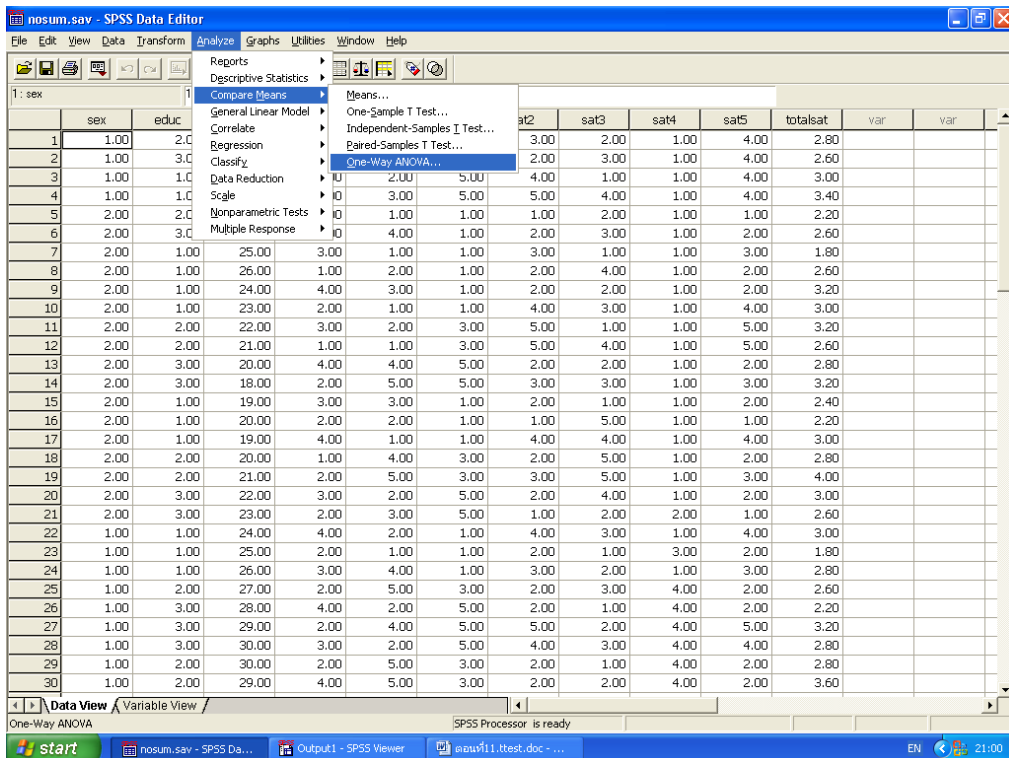 nosum.sav - SPSS Data Editor
File Edit View Data Transform Analyze Graphs Utilities Window Help
1 : sex 1
Reports
Descriptive Statistics
Compare Means
General Linear Model
Correlate
Regression
Classify
Data Reduction
Scale
Nonparametric Tests
Multiple Response
Means...
One-Sample T Test...
Independent-Samples T Test...
Paired-Samples T Test...
One-Way ANOVA...
sex educ at2 sat3 sat4 sat5 totalsat var var
1 1.00 2.0 3.00 2.00 1.00 4.00 2.80
2 1.00 3.0 2.00 3.00 1.00 4.00 2.60
3 1.00 1.0 00 2.00 5.00 4.00 1.00 4.00 3.00
4 1.00 1.0 00 3.00 5.00 5.00 4.00 1.00 4.00 3.40
5 2.00 2.0 00 1.00 1.00 1.00 2.00 1.00 1.00 2.20
6 2.00 3.0 00 4.00 1.00 2.00 3.00 1.00 2.00 2.60
7 2.00 1.00 25.00 3.00 1.00 1.00 3.00 1.00 1.00 3.00 1.80
8 2.00 1.00 26.00 1.00 2.00 1.00 2.00 4.00 1.00 2.00 2.60
9 2.00 1.00 24.00 4.00 3.00 1.00 2.00 2.00 1.00 2.00 3.20
10 2.00 1.00 23.00 2.00 1.00 1.00 4.00 3.00 1.00 4.00 3.00
11 2.00 2.00 22.00 3.00 2.00 3.00 5.00 1.00 1.00 5.00 3.20
12 2.00 2.00 21.00 1.00 1.00 3.00 5.00 4.00 1.00 5.00 2.60
13 2.00 3.00 20.00 4.00 4.00 5.00 2.00 2.00 1.00 2.00 2.80
14 2.00 3.00 18.00 2.00 5.00 5.00 3.00 3.00 1.00 3.00 3.20
15 2.00 1.00 19.00 3.00 3.00 1.00 2.00 1.00 1.00 2.00 2.40
16 2.00 1.00 20.00 2.00 2.00 1.00 1.00 5.00 1.00 1.00 2.20
17 2.00 1.00 19.00 4.00 1.00 1.00 4.00 4.00 1.00 4.00 3.00
18 2.00 2.00 20.00 1.00 4.00 3.00 2.00 5.00 1.00 2.00 2.80
19 2.00 2.00 21.00 2.00 5.00 3.00 3.00 5.00 1.00 3.00 4.00
20 2.00 3.00 22.00 3.00 2.00 5.00 2.00 4.00 1.00 2.00 3.00
21 2.00 3.00 23.00 2.00 3.00 5.00 1.00 2.00 2.00 1.00 2.60
22 1.00 1.00 24.00 4.00 2.00 1.00 4.00 3.00 1.00 4.00 3.00
23 1.00 1.00 25.00 2.00 1.00 1.00 2.00 1.00 3.00 2.00 1.80
24 1.00 1.00 26.00 3.00 4.00 1.00 3.00 2.00 1.00 3.00 2.80
25 1.00 2.00 27.00 2.00 5.00 3.00 2.00 3.00 4.00 2.00 2.60
26 1.00 3.00 28.00 4.00 2.00 5.00 2.00 1.00 4.00 2.00 2.20
27 1.00 3.00 29.00 2.00 4.00 5.00 5.00 2.00 4.00 5.00 3.20
28 1.00 3.00 30.00 3.00 2.00 5.00 4.00 3.00 4.00 4.00 2.80
29 1.00 2.00 30.00 2.00 5.00 3.00 2.00 1.00 4.00 2.00 2.80
30 1.00 2.00 29.00 4.00 5.00 3.00 2.00 2.00 4.00 2.00 3.60
Data View Variable View
One-Way ANOVA SPSS Processor is ready
start nosum.sav - SPSS Da... Output1 - SPSS Viewer ตอนที่11.ttest.doc - ... EN 21:00